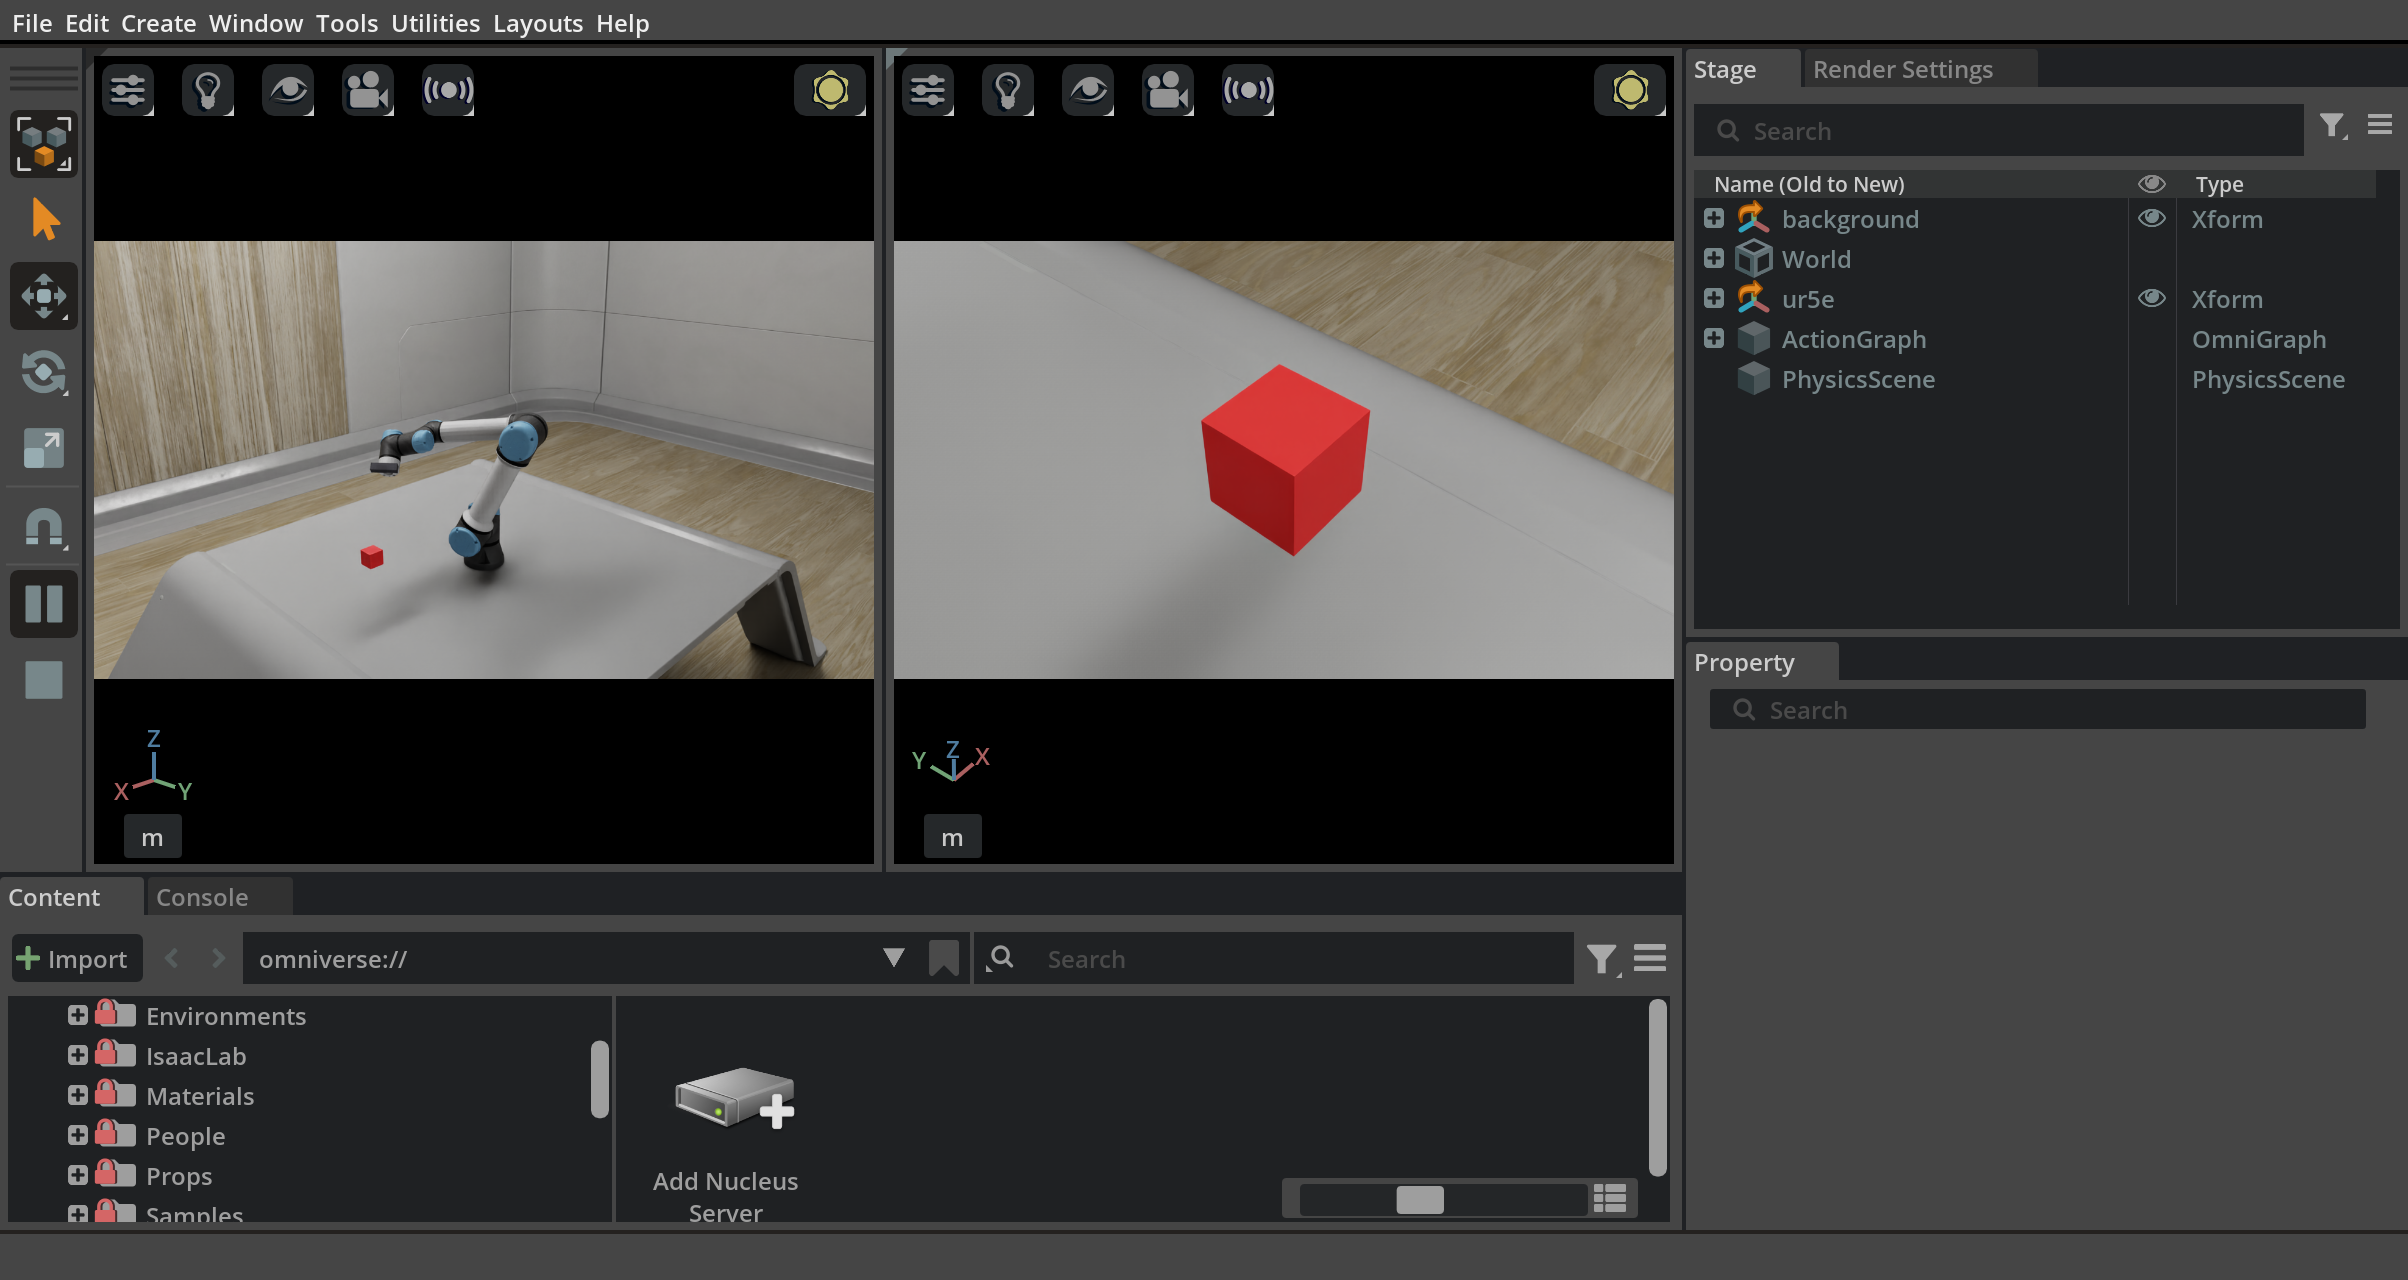 File Edit Create Window Tools Utilities Layouts Help
Stage
Render Settings
Search
Name (Old to New)
Type
background
Xform
World
ur5e
Xform
ActionGraph
OmniGraph
PhysicsScene
PhysicsScene
Property
Search
Z
X
Y
m
Y
Z
X
m
Content
Console
Import
omniverse://
Search
Environments
IsaacLab
Materials
People
Props
Samples
Add Nucleus
Server